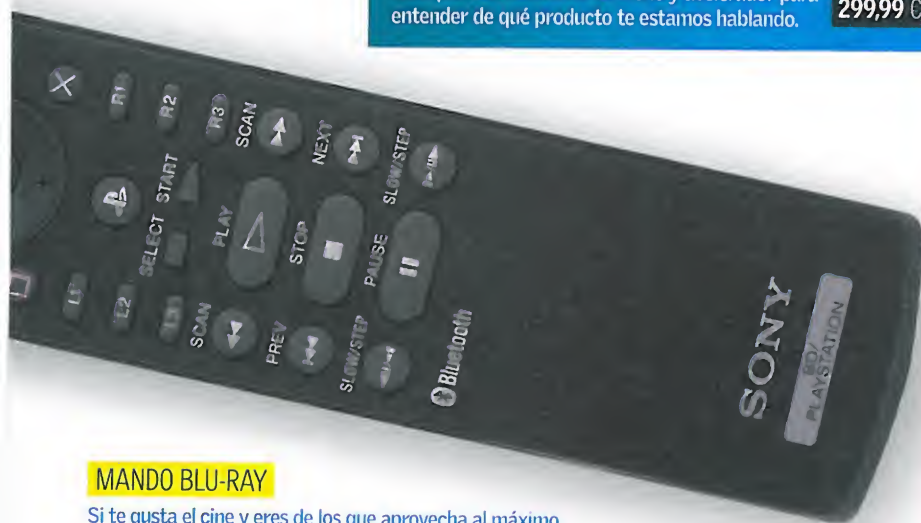 entender de qué producto te estamos hablando.
299,99 €
X
R1
R2
R3
SCAN
NEXT
SLOW/STEP
SELECT START
PLAY
STOP
PAUSE
L1
L2
L3
SCAN
PREV
SLOW/STEP
Bluetooth
SONY
BD/
PLAYSTATION
MANDO BLU-RAY
Si te gusta el cine y eres de los que aprovecha al máximo